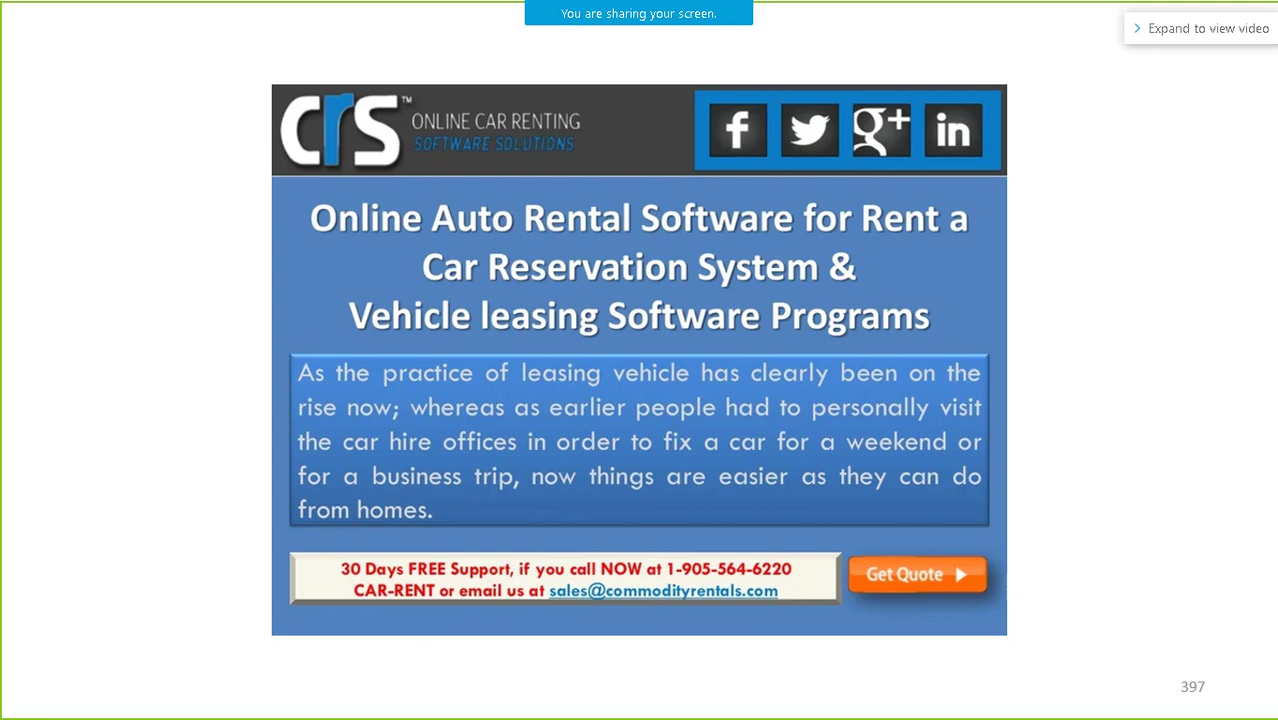 You are sharing your screen.
Expand to view video
crs™
ONLINE CAR RENTING
SOFTWARE SOLUTIONS
f g+ in
Online Auto Rental Software for Rent a
Car Reservation System &
Vehicle leasing Software Programs
As the practice of leasing vehicle has clearly been on the
rise now; whereas as earlier people had to personally visit
the car hire offices in order to fix a car for a weekend or
for a business trip, now things are easier as they can do
from homes.
30 Days FREE Support, if you call NOW at 1-905-564-6220
CAR-RENT or email us at sales@commodityrentals.com
Get Quote
397